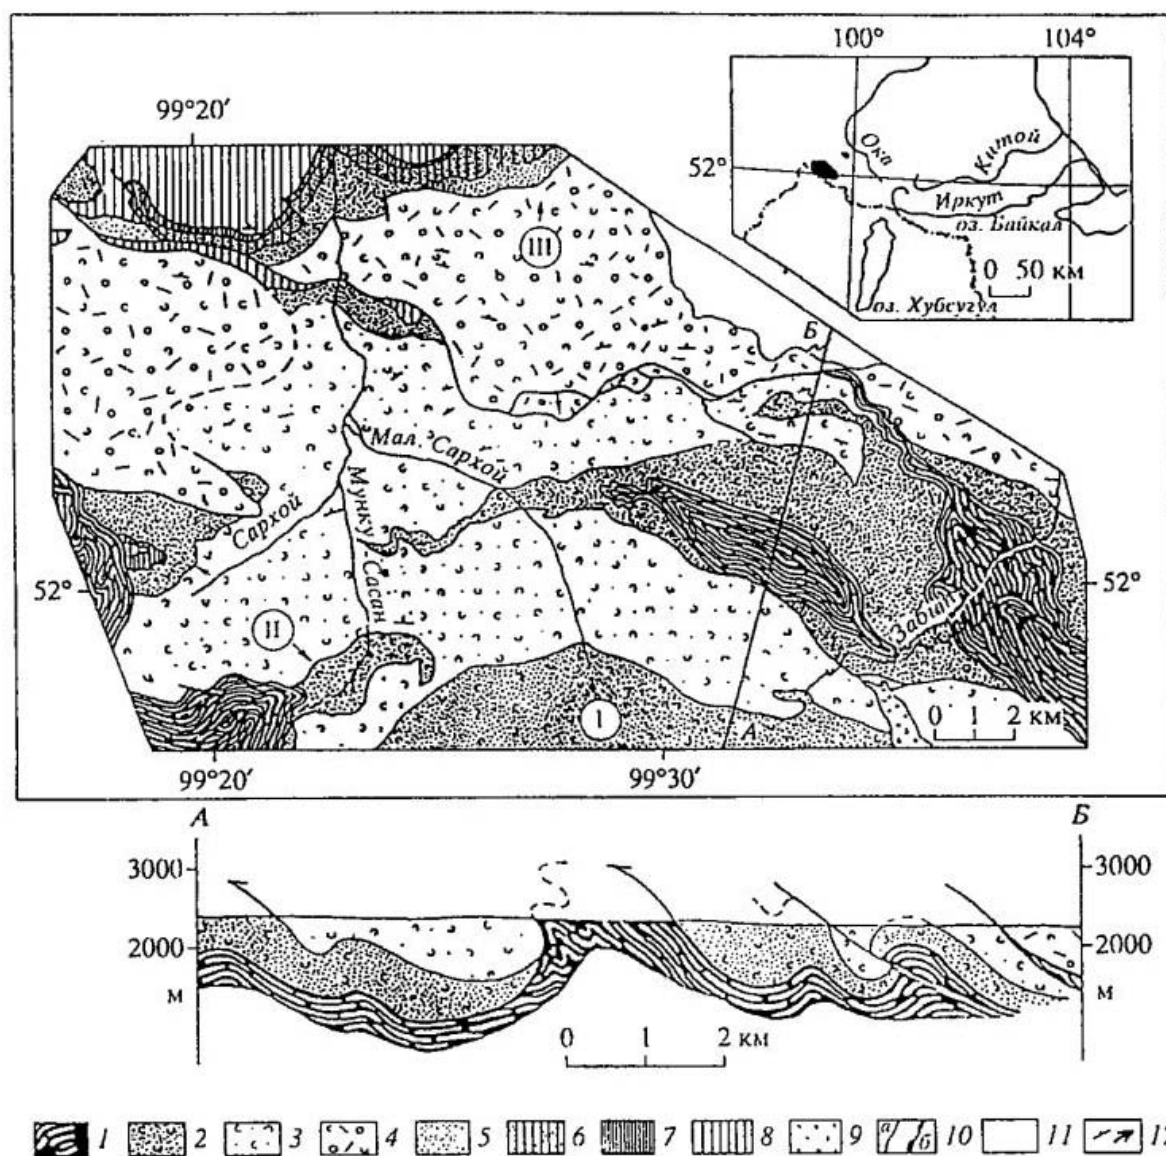 100° 104°
99°20'
Ока
Китой
52°
Иркут
оз. Байкал
0 50 км
оз. Хубсугул
III
Б
Мал. Сархой
Сархой
Мунку Сасан
52°
52°
Забит
II
I
0 1 2 км
А
99°20' 99°30'
А Б
3000 3000
2000 2000
м м
0 1 2 км
1 2 3 4 5 6 7 8 9 а б 10 11